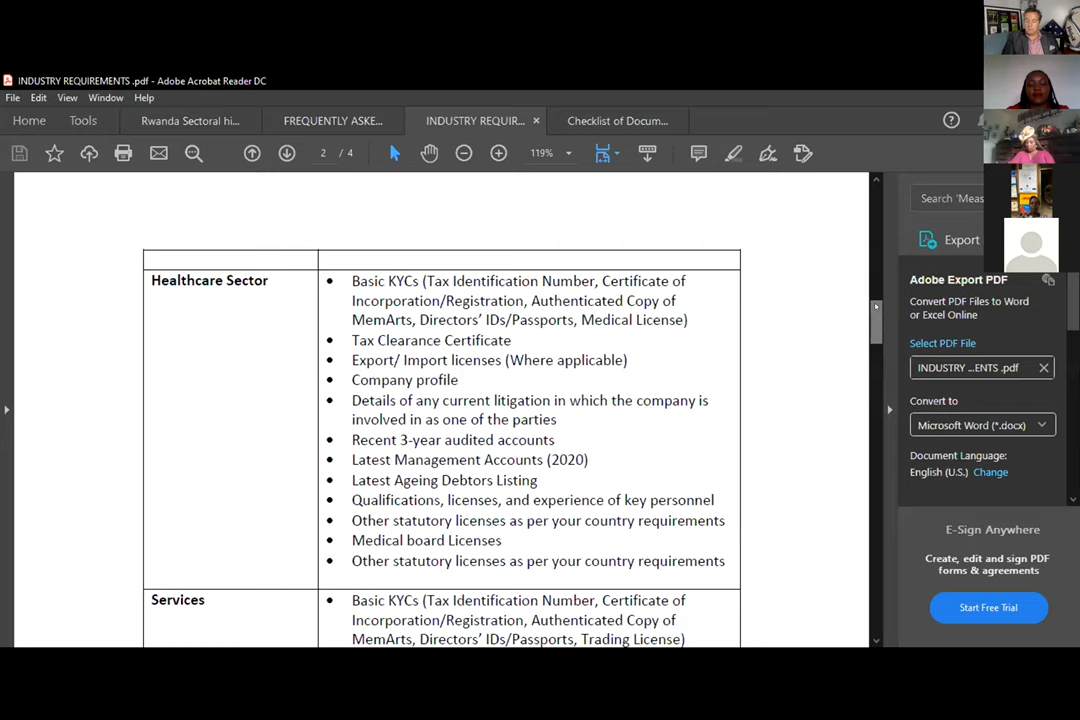 INDUSTRY REQUIREMENTS .pdf - Adobe Acrobat Reader DC
File Edit View Window Help
Home Tools Rwanda Sectoral hi... FREQUENTLY ASKE... INDUSTRY REQUIR... × Checklist of Docum...
2 / 4 119%
Healthcare Sector
• Basic KYCs (Tax Identification Number, Certificate of
Incorporation/Registration, Authenticated Copy of
MemArts, Directors’ IDs/Passports, Medical License)
• Tax Clearance Certificate
• Export/ Import licenses (Where applicable)
• Company profile
• Details of any current litigation in which the company is
involved in as one of the parties
• Recent 3-year audited accounts
• Latest Management Accounts (2020)
• Latest Ageing Debtors Listing
• Qualifications, licenses, and experience of key personnel
• Other statutory licenses as per your country requirements
• Medical board Licenses
• Other statutory licenses as per your country requirements
Services
• Basic KYCs (Tax Identification Number, Certificate of
Incorporation/Registration, Authenticated Copy of
MemArts, Directors’ IDs/Passports, Trading License)
Search 'Meas
Export
Adobe Export PDF
Convert PDF Files to Word
or Excel Online
Select PDF File
INDUSTRY ...ENTS .pdf ×
Convert to
Microsoft Word (*.docx)
Document Language:
English (U.S.) Change
E-Sign Anywhere
Create, edit and sign PDF
forms & agreements
Start Free Trial